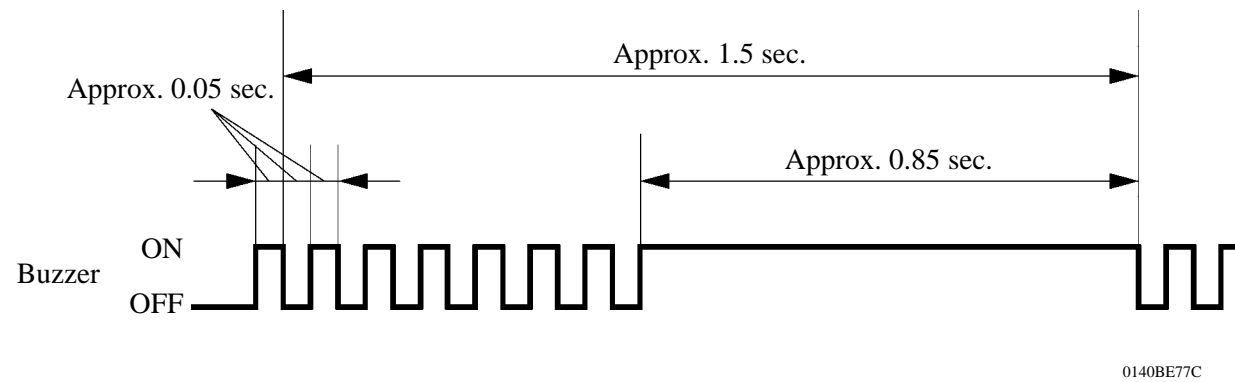 Approx. 1.5 sec.
Approx. 0.05 sec.
Approx. 0.85 sec.
ON
Buzzer
OFF
0140BE77C